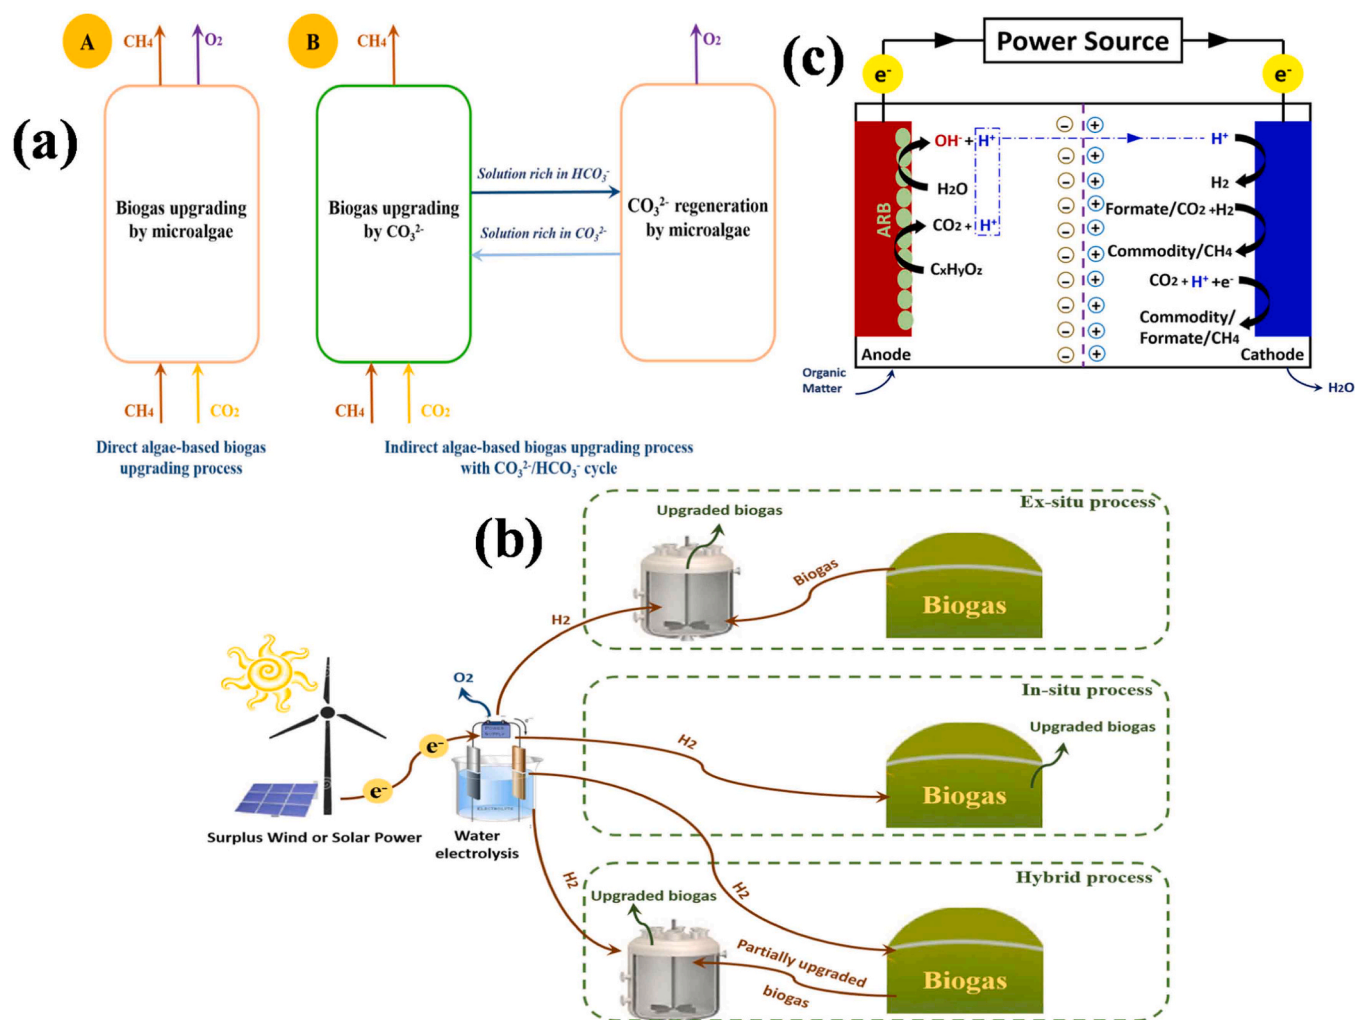 (a)
A
CH4
O2
Biogas upgrading
by microalgae
CH4
CO2
Direct algae-based biogas
upgrading process
B
CH4
O2
Biogas upgrading
by CO₃²⁻
Solution rich in HCO₃⁻
Solution rich in CO₃²⁻
CO₃²⁻ regeneration
by microalgae
CH4
CO2
Indirect algae-based biogas upgrading process
with CO₃²⁻/HCO₃⁻ cycle
(c)
Power Source
e⁻
e⁻
ARB
OH⁻ + H⁺
H₂O
CO₂ + H⁺
CxHyOz
H⁺
H₂
Formate/CO₂ +H₂
Commodity/CH₄
CO₂ + H⁺ +e⁻
Commodity/
Formate/CH₄
Anode
Cathode
Organic
Matter
H₂O
(b)
Ex-situ process
Upgraded biogas
Biogas
Biogas
H2
In-situ process
Upgraded biogas
H2
Biogas
O2
e⁻
POWER
SUPPLY
e⁻
e⁻
ELECTROLYTE
Surplus Wind or Solar Power
Water
electrolysis
Hybrid process
H2
H2
Upgraded biogas
Partially upgraded
biogas
Biogas